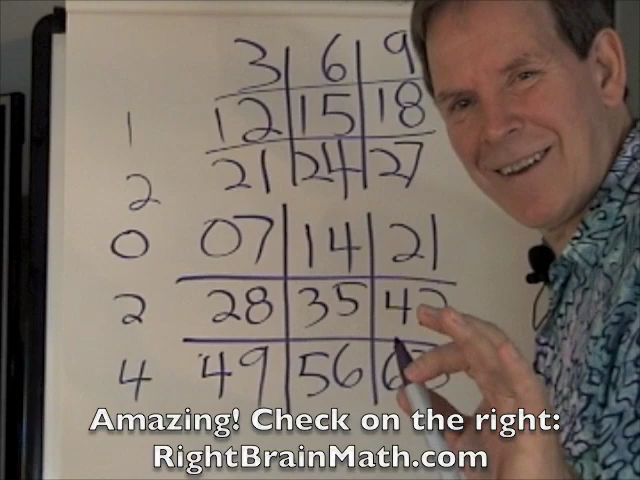 3 6 9
1 12 15 18
2 21 24 27
0 07 14 21
2 28 35 42
4 49 56 63
Amazing! Check on the right:
RightBrainMath.com